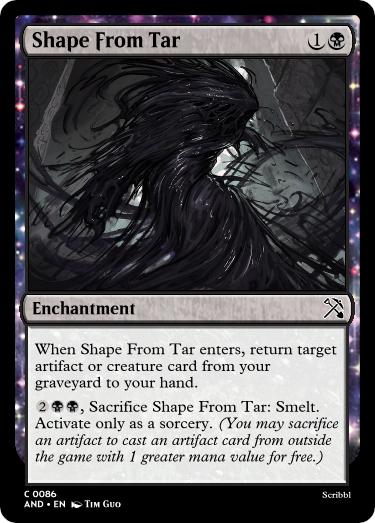 Shape From Tar 1
Enchantment
When Shape From Tar enters, return target
artifact or creature card from your
graveyard to your hand.
2, Sacrifice Shape From Tar: Smelt.
Activate only as a sorcery. (You may sacrifice
an artifact to cast an artifact card from outside
the game with 1 greater mana value for free.)
C 0086
Scribbl
AND • EN Tim Guo